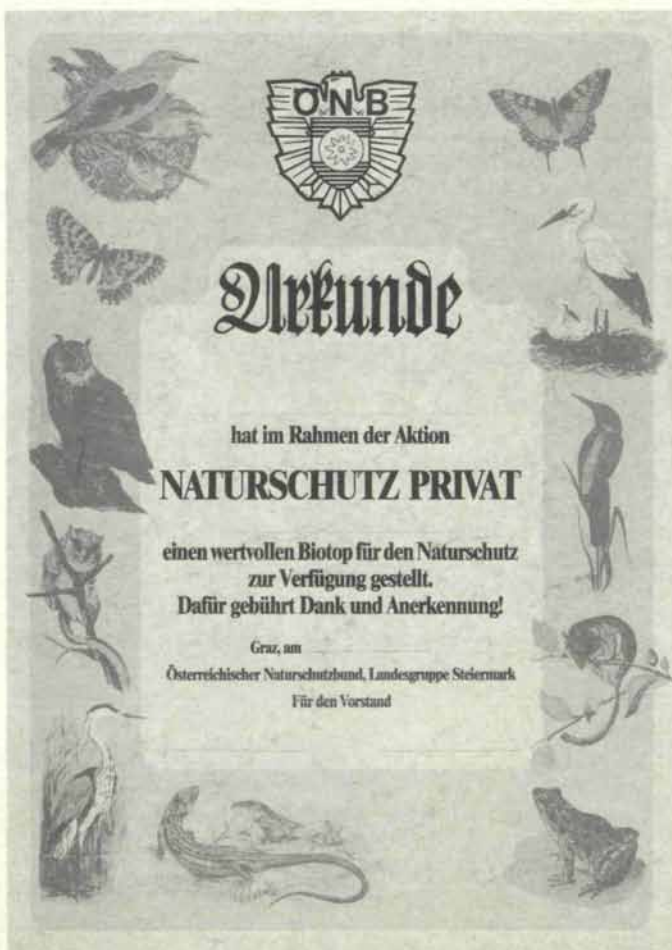 ÖNB
Urkunde
hat im Rahmen der Aktion
NATURSCHUTZ PRIVAT
einen wertvollen Biotop für den Naturschutz
zur Verfügung gestellt.
Dafür gebührt Dank und Anerkennung!
Graz, am
Österreichischer Naturschutzbund, Landesgruppe Steiermark
Für den Vorstand